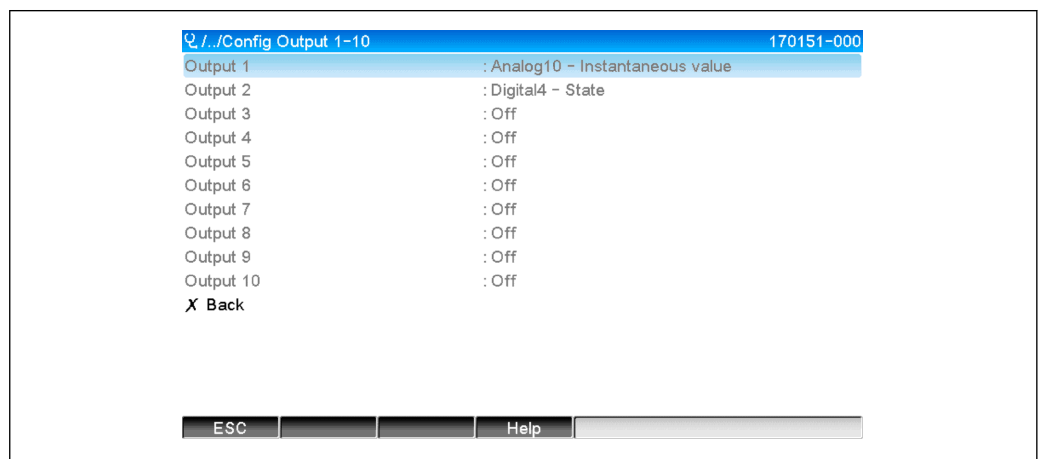 /../Config Output 1-10 170151-000
Output 1 : Analog10 - Instantaneous value
Output 2 : Digital4 - State
Output 3 : Off
Output 4 : Off
Output 5 : Off
Output 6 : Off
Output 7 : Off
Output 8 : Off
Output 9 : Off
Output 10 : Off
X Back
ESC Help